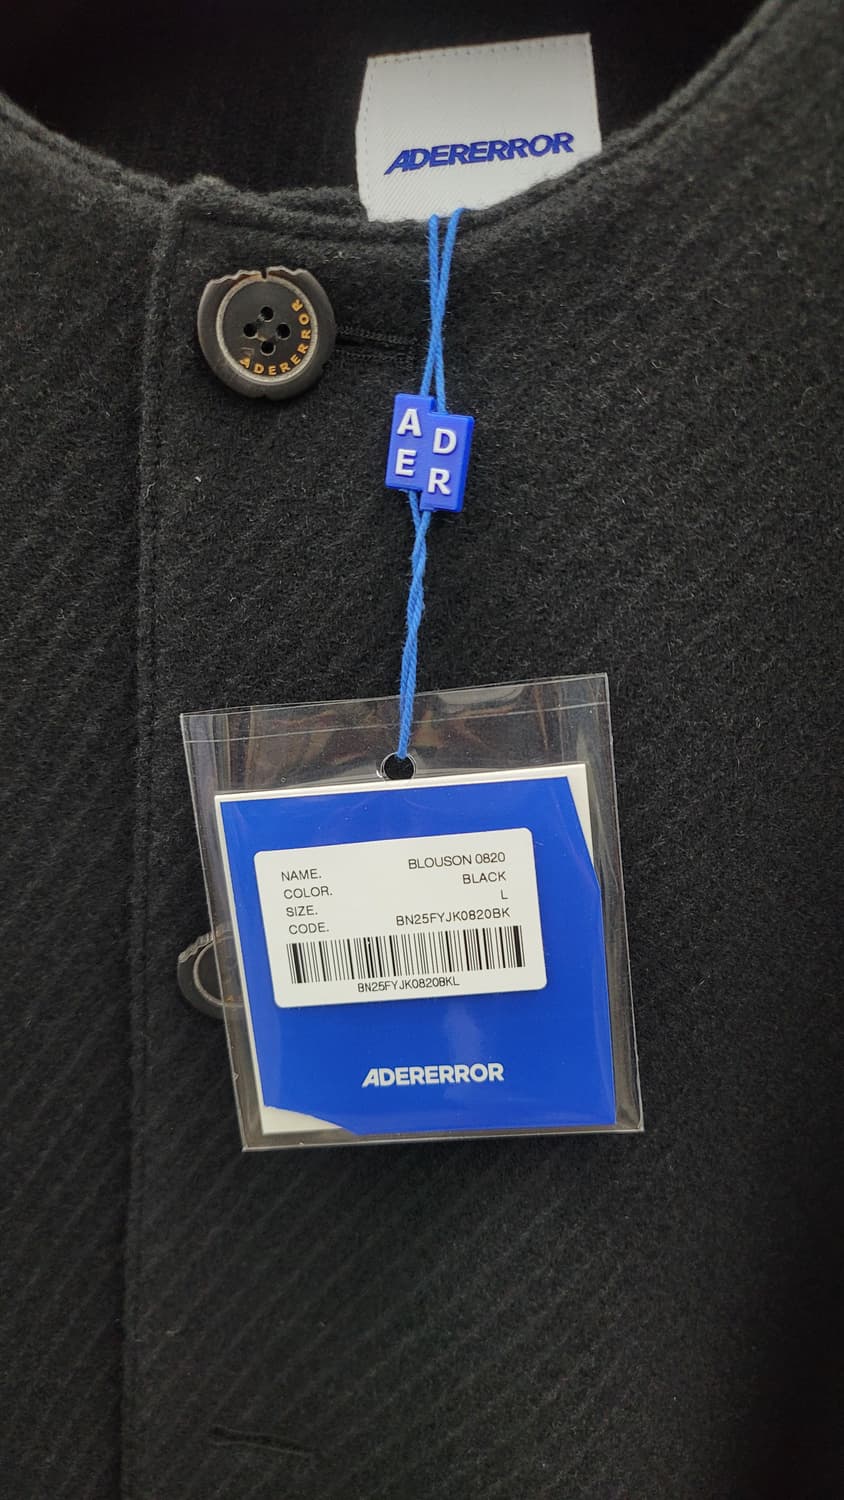 ADERERROR
ADERERROR
A D
E R
NAME. BLOUSON 0820
COLOR. BLACK
SIZE. L
CODE. BN25FYJK0820BK
BN25FYJK0820BKL
ADERERROR